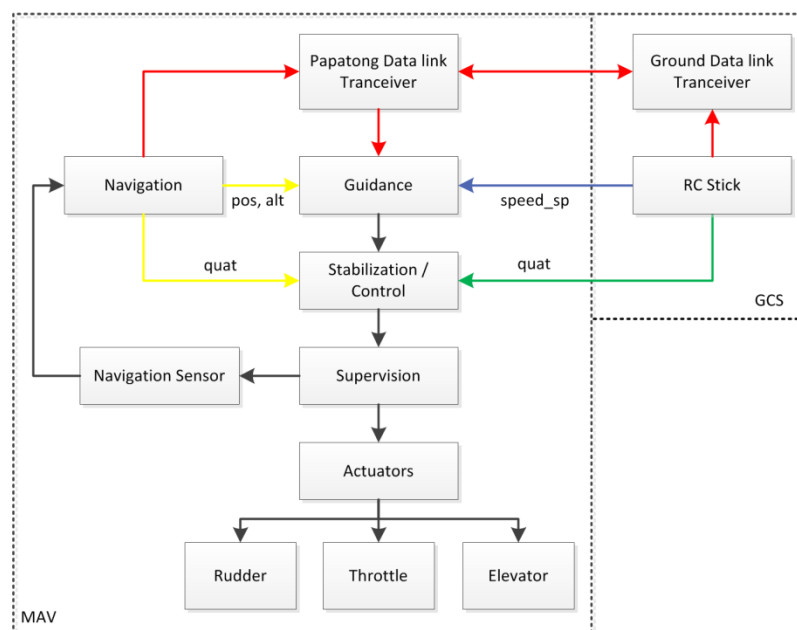 Papatong Data link
Tranceiver
Ground Data link
Tranceiver
Navigation
pos, alt
Guidance
speed_sp
RC Stick
quat
Stabilization /
Control
quat
GCS
Navigation Sensor
Supervision
Actuators
Rudder
Throttle
Elevator
MAV